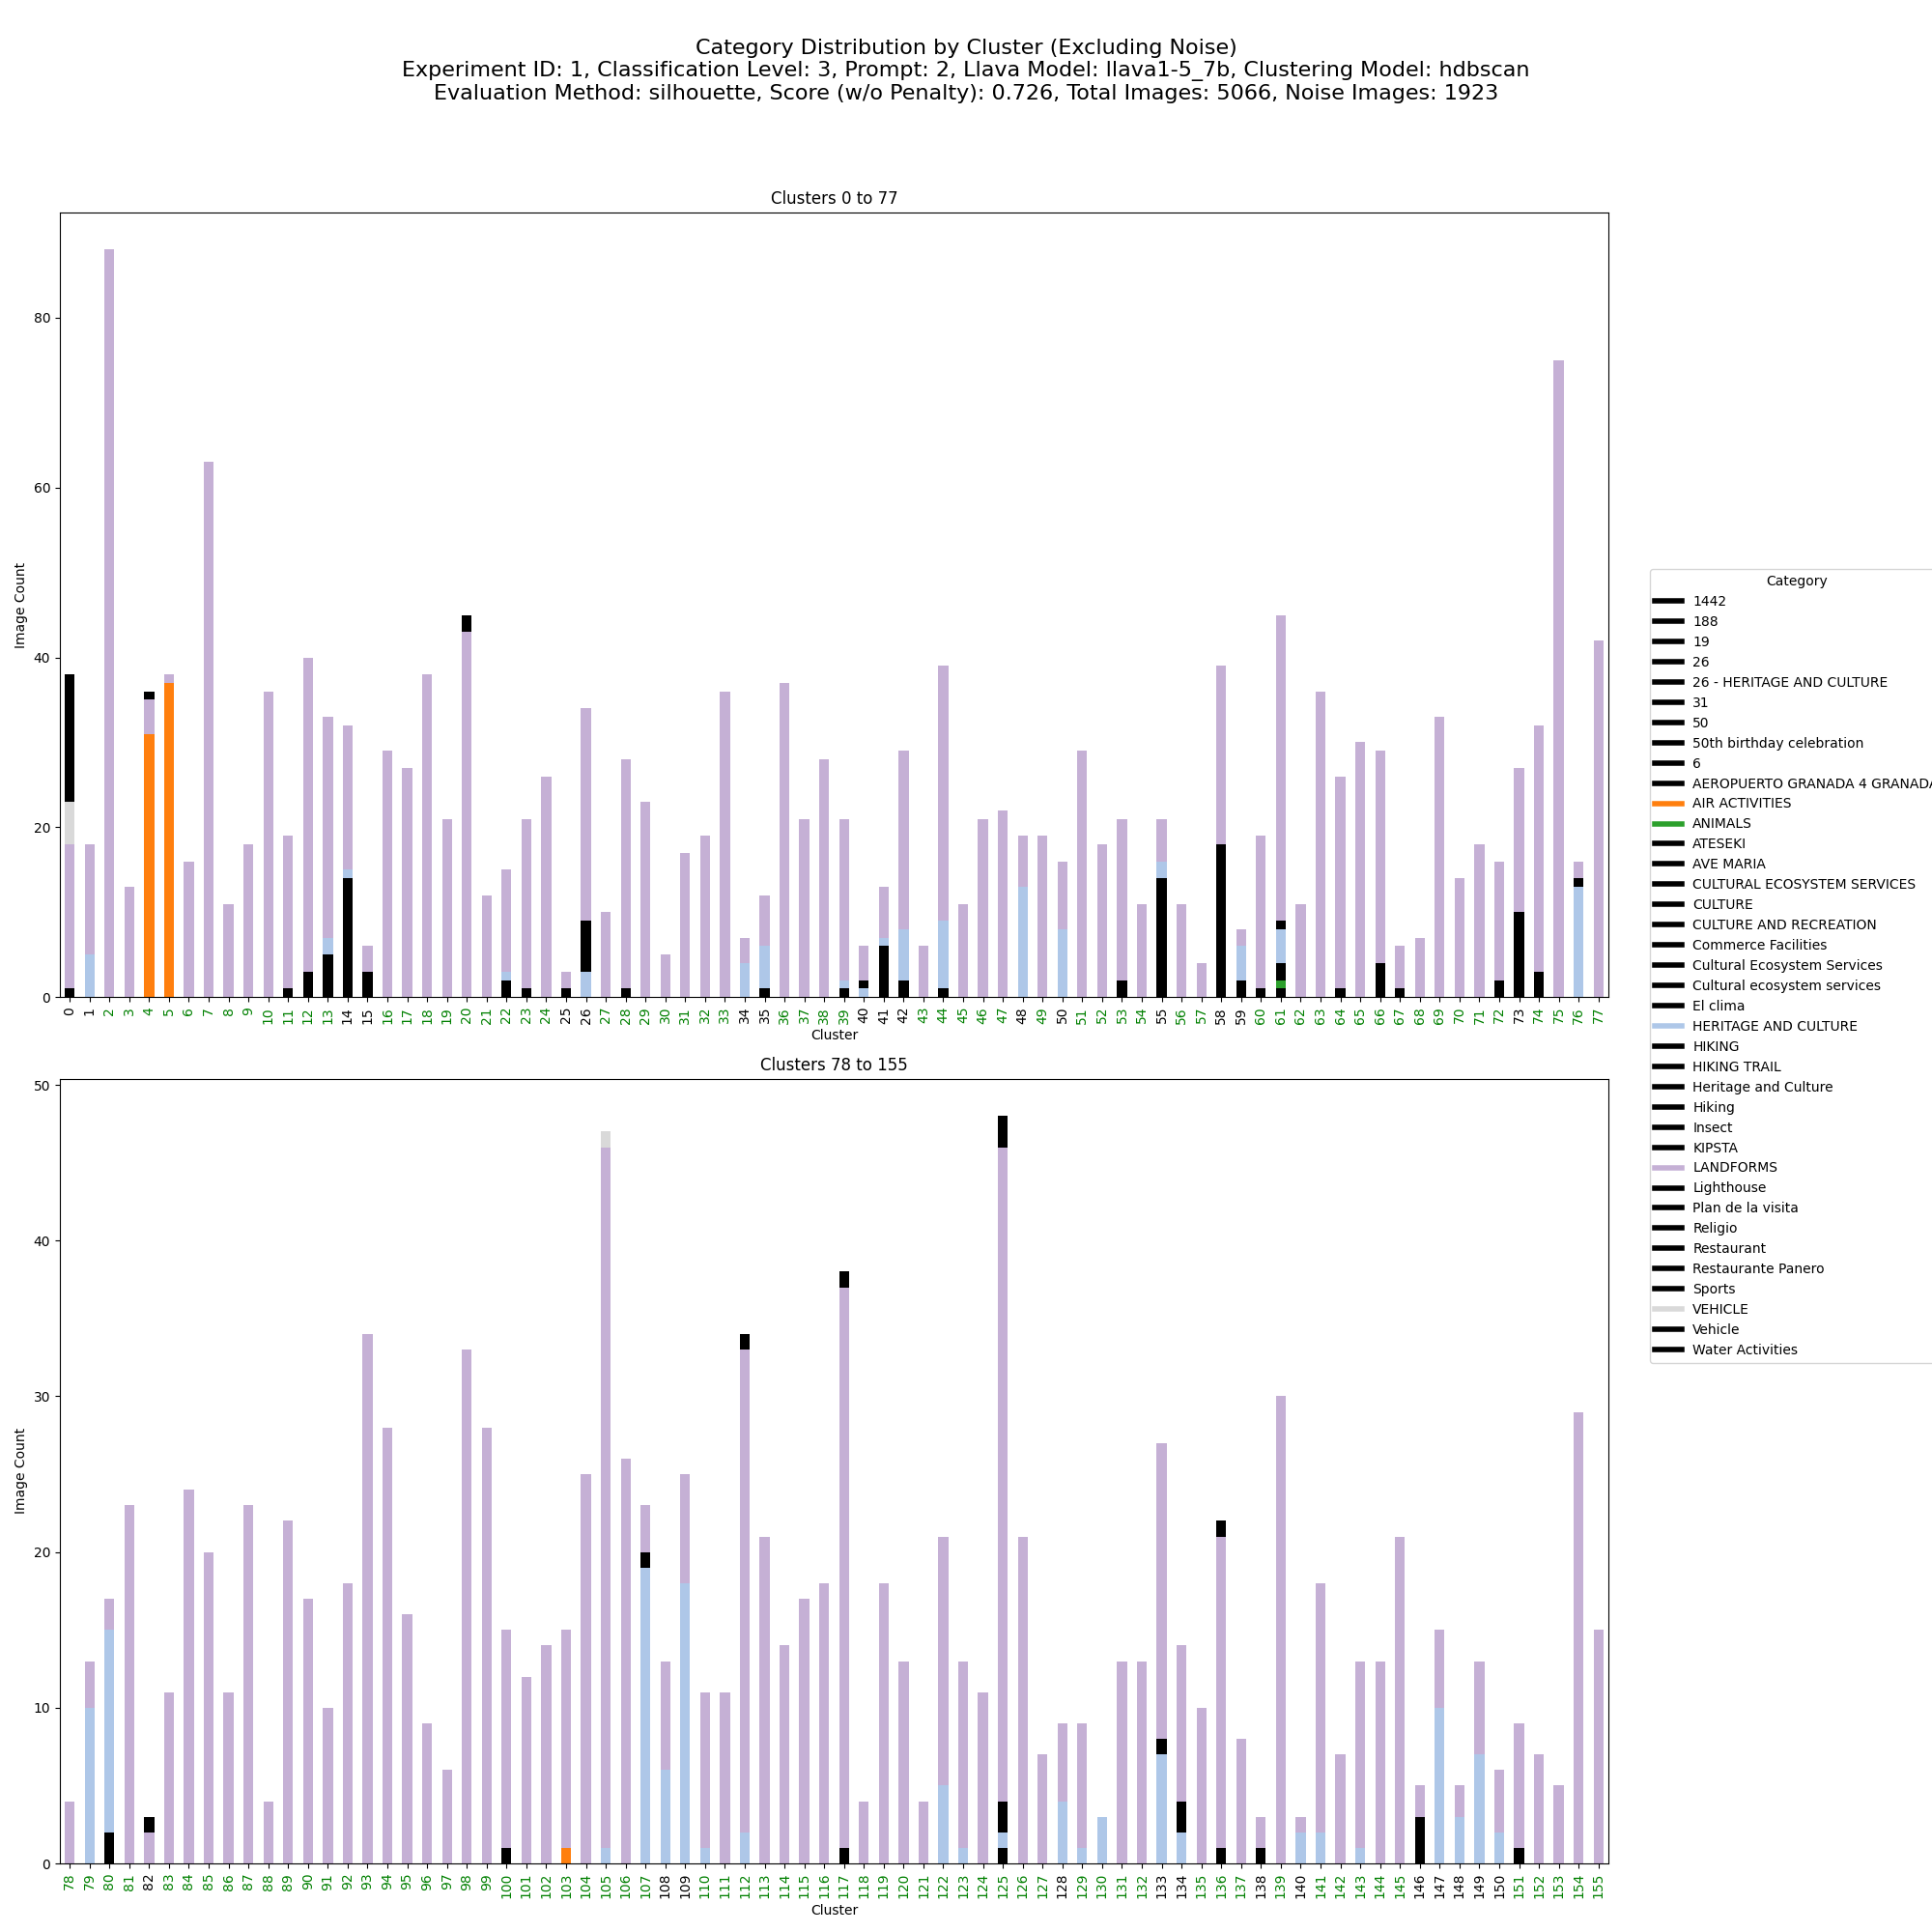 Category Distribution by Cluster (Excluding Noise)
Experiment ID: 1, Classification Level: 3, Prompt: 2, Llava Model: llava1-5_7b, Clustering Model: hdbscan
Evaluation Method: silhouette, Score (w/o Penalty): 0.726, Total Images: 5066, Noise Images: 1923
Clusters 0 to 77
Image Count
80
60
40
20
0
0 1 2 3 4 5 6 7 8 9 10 11 12 13 14 15 16 17 18 19 20 21 22 23 24 25 26 27 28 29 30 31 32 33 34 35 36 37 38 39 40 41 42 43 44 45 46 47 48 49 50 51 52 53 54 55 56 57 58 59 60 61 62 63 64 65 66 67 68 69 70 71 72 73 74 75 76 77
Cluster
Clusters 78 to 155
Image Count
50
40
30
20
10
0
78 79 80 81 82 83 84 85 86 87 88 89 90 91 92 93 94 95 96 97 98 99 100 101 102 103 104 105 106 107 108 109 110 111 112 113 114 115 116 117 118 119 120 121 122 123 124 125 126 127 128 129 130 131 132 133 134 135 136 137 138 139 140 141 142 143 144 145 146 147 148 149 150 151 152 153 154 155
Cluster
Category
1442
188
19
26
26 - HERITAGE AND CULTURE
31
50
50th birthday celebration
6
AEROPUERTO GRANADA 4 GRANADA
AIR ACTIVITIES
ANIMALS
ATESEKI
AVE MARIA
CULTURAL ECOSYSTEM SERVICES
CULTURE
CULTURE AND RECREATION
Commerce Facilities
Cultural Ecosystem Services
Cultural ecosystem services
El clima
HERITAGE AND CULTURE
HIKING
HIKING TRAIL
Heritage and Culture
Hiking
Insect
KIPSTA
LANDFORMS
Lighthouse
Plan de la visita
Religio
Restaurant
Restaurante Panero
Sports
VEHICLE
Vehicle
Water Activities